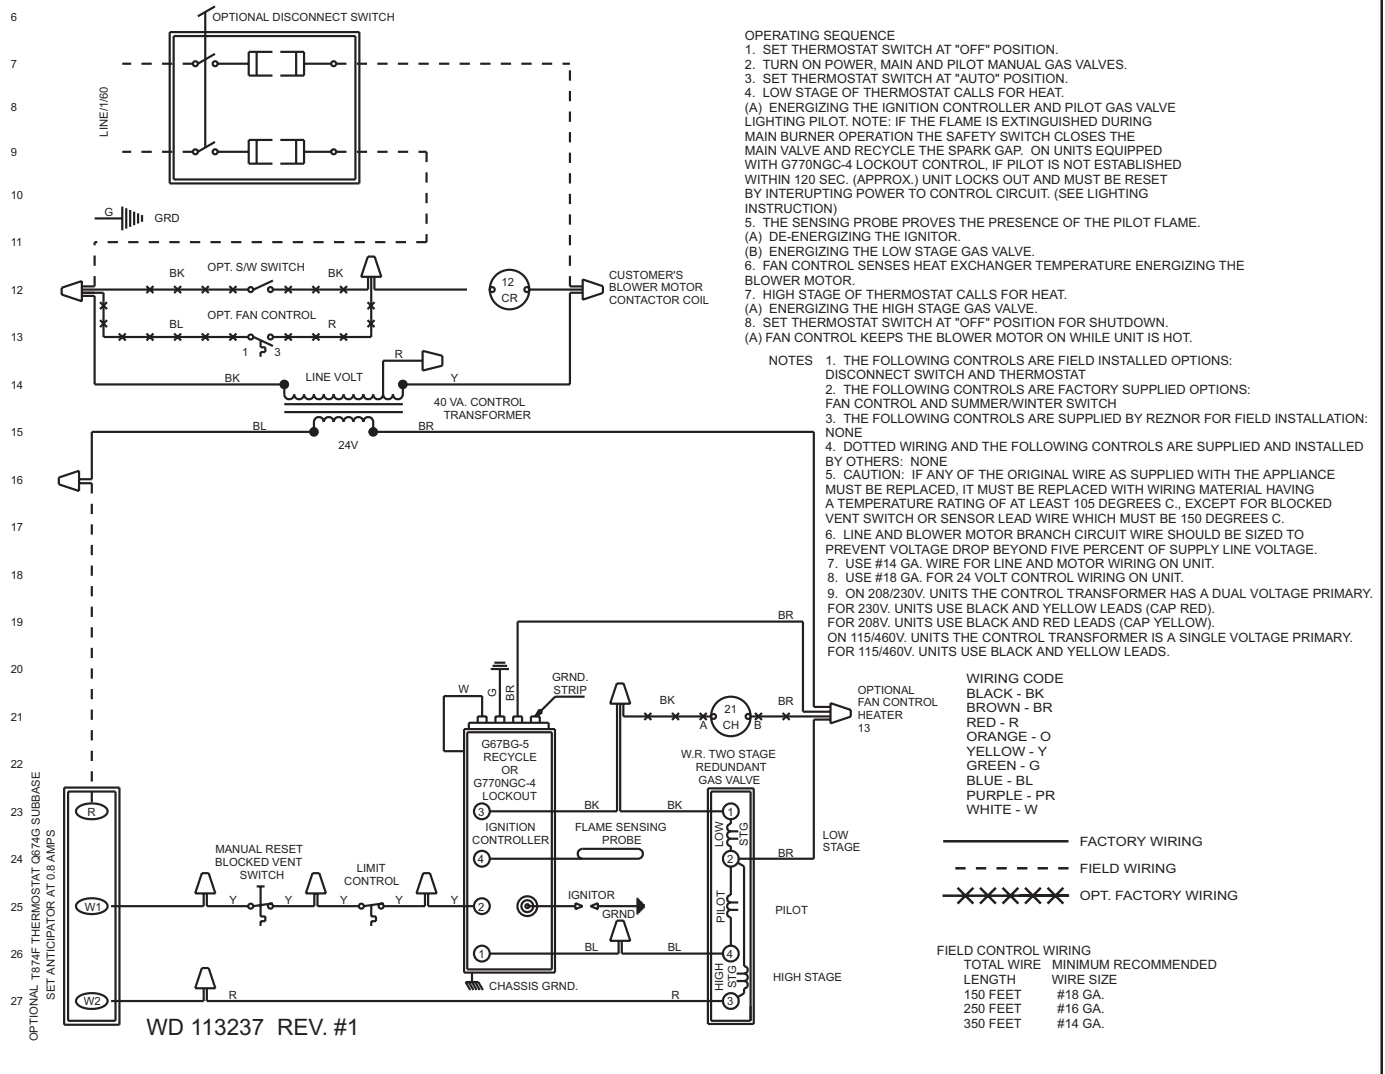 6
OPTIONAL DISCONNECT SWITCH
7
LINE/1/60
8
9
10
G
GRD
11
OPT. S/W SWITCH
BK
BK
12
12
CR
CUSTOMER'S
BLOWER MOTOR
CONTACTOR COIL
OPT. FAN CONTROL
BL
R
13
1
3
R
14
BK
LINE VOLT
Y
40 VA. CONTROL
TRANSFORMER
15
BL
BR
24V
16
17
18
19
BR
20
W
G
BR
GRND.
STRIP
BK
BR
21
21
CH
A
B
OPTIONAL
FAN CONTROL
HEATER
13
22
G67BG-5
RECYCLE
OR
G770NGC-4
LOCKOUT
W.R. TWO STAGE
REDUNDANT
GAS VALVE
23
R
3
BK
BK
1
IGNITION
CONTROLLER
FLAME SENSING
PROBE
LOW
STG
LOW
STAGE
24
MANUAL RESET
BLOCKED VENT
SWITCH
LIMIT
CONTROL
4
2
BR
25
W1
Y
Y
Y
Y
Y
2
IGNITOR
GRND
PILOT
PILOT
26
1
BL
BL
4
HIGH
STG
HIGH STAGE
CHASSIS GRND.
27
W2
R
R
3
OPTIONAL T874F THERMOSTAT Q674G SUBBASE
SET ANTICIPATOR AT 0.8 AMPS
WD 113237 REV. #1
OPERATING SEQUENCE
1. SET THERMOSTAT SWITCH AT "OFF" POSITION.
2. TURN ON POWER, MAIN AND PILOT MANUAL GAS VALVES.
3. SET THERMOSTAT SWITCH AT "AUTO" POSITION.
4. LOW STAGE OF THERMOSTAT CALLS FOR HEAT.
(A) ENERGIZING THE IGNITION CONTROLLER AND PILOT GAS VALVE
LIGHTING PILOT. NOTE: IF THE FLAME IS EXTINGUISHED DURING
MAIN BURNER OPERATION THE SAFETY SWITCH CLOSES THE
MAIN VALVE AND RECYCLE THE SPARK GAP. ON UNITS EQUIPPED
WITH G770NGC-4 LOCKOUT CONTROL, IF PILOT IS NOT ESTABLISHED
WITHIN 120 SEC. (APPROX.) UNIT LOCKS OUT AND MUST BE RESET
BY INTERUPTING POWER TO CONTROL CIRCUIT. (SEE LIGHTING
INSTRUCTION)
5. THE SENSING PROBE PROVES THE PRESENCE OF THE PILOT FLAME.
(A) DE-ENERGIZING THE IGNITOR.
(B) ENERGIZING THE LOW STAGE GAS VALVE.
6. FAN CONTROL SENSES HEAT EXCHANGER TEMPERATURE ENERGIZING THE
BLOWER MOTOR.
7. HIGH STAGE OF THERMOSTAT CALLS FOR HEAT.
(A) ENERGIZING THE HIGH STAGE GAS VALVE.
8. SET THERMOSTAT SWITCH AT "OFF" POSITION FOR SHUTDOWN.
(A) FAN CONTROL KEEPS THE BLOWER MOTOR ON WHILE UNIT IS HOT.
NOTES 1. THE FOLLOWING CONTROLS ARE FIELD INSTALLED OPTIONS:
DISCONNECT SWITCH AND THERMOSTAT
2. THE FOLLOWING CONTROLS ARE FACTORY SUPPLIED OPTIONS:
FAN CONTROL AND SUMMER/WINTER SWITCH
3. THE FOLLOWING CONTROLS ARE SUPPLIED BY REZNOR FOR FIELD INSTALLATION:
NONE
4. DOTTED WIRING AND THE FOLLOWING CONTROLS ARE SUPPLIED AND INSTALLED
BY OTHERS: NONE
5. CAUTION: IF ANY OF THE ORIGINAL WIRE AS SUPPLIED WITH THE APPLIANCE
MUST BE REPLACED, IT MUST BE REPLACED WITH WIRING MATERIAL HAVING
A TEMPERATURE RATING OF AT LEAST 105 DEGREES C., EXCEPT FOR BLOCKED
VENT SWITCH OR SENSOR LEAD WIRE WHICH MUST BE 150 DEGREES C.
6. LINE AND BLOWER MOTOR BRANCH CIRCUIT WIRE SHOULD BE SIZED TO
PREVENT VOLTAGE DROP BEYOND FIVE PERCENT OF SUPPLY LINE VOLTAGE.
7. USE #14 GA. WIRE FOR LINE AND MOTOR WIRING ON UNIT.
8. USE #18 GA. FOR 24 VOLT CONTROL WIRING ON UNIT.
9. ON 208/230V. UNITS THE CONTROL TRANSFORMER HAS A DUAL VOLTAGE PRIMARY.
FOR 230V. UNITS USE BLACK AND YELLOW LEADS (CAP RED).
FOR 208V. UNITS USE BLACK AND RED LEADS (CAP YELLOW).
ON 115/460V. UNITS THE CONTROL TRANSFORMER IS A SINGLE VOLTAGE PRIMARY.
FOR 115/460V. UNITS USE BLACK AND YELLOW LEADS.
WIRING CODE
BLACK - BK
BROWN - BR
RED - R
ORANGE - O
YELLOW - Y
GREEN - G
BLUE - BL
PURPLE - PR
WHITE - W
FACTORY WIRING
FIELD WIRING
OPT. FACTORY WIRING
FIELD CONTROL WIRING
TOTAL WIRE MINIMUM RECOMMENDED
LENGTH WIRE SIZE
150 FEET #18 GA.
250 FEET #16 GA.
350 FEET #14 GA.